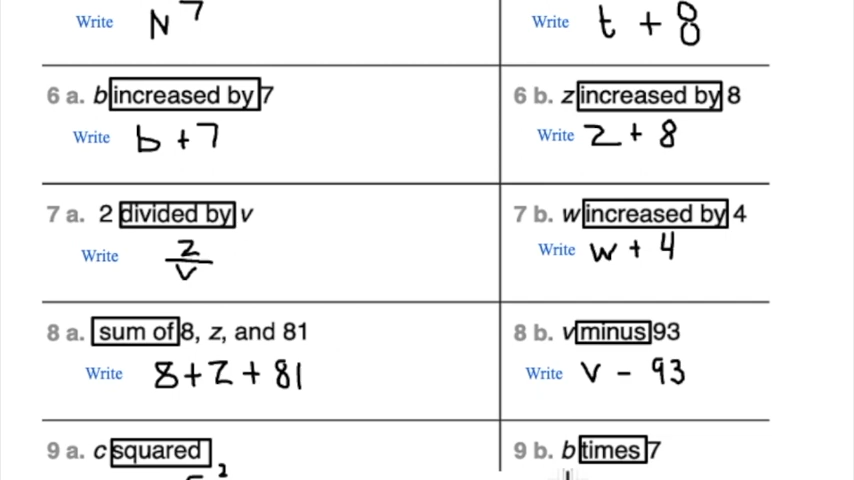 Write N⁷
Write t + 8
6 a. b increased by 7
Write b + 7
6 b. z increased by 8
Write z + 8
7 a. 2 divided by v
Write 2/v
7 b. w increased by 4
Write w + 4
8 a. sum of 8, z, and 81
Write 8 + z + 81
8 b. v minus 93
Write v - 93
9 a. c squared
9 b. b times 7